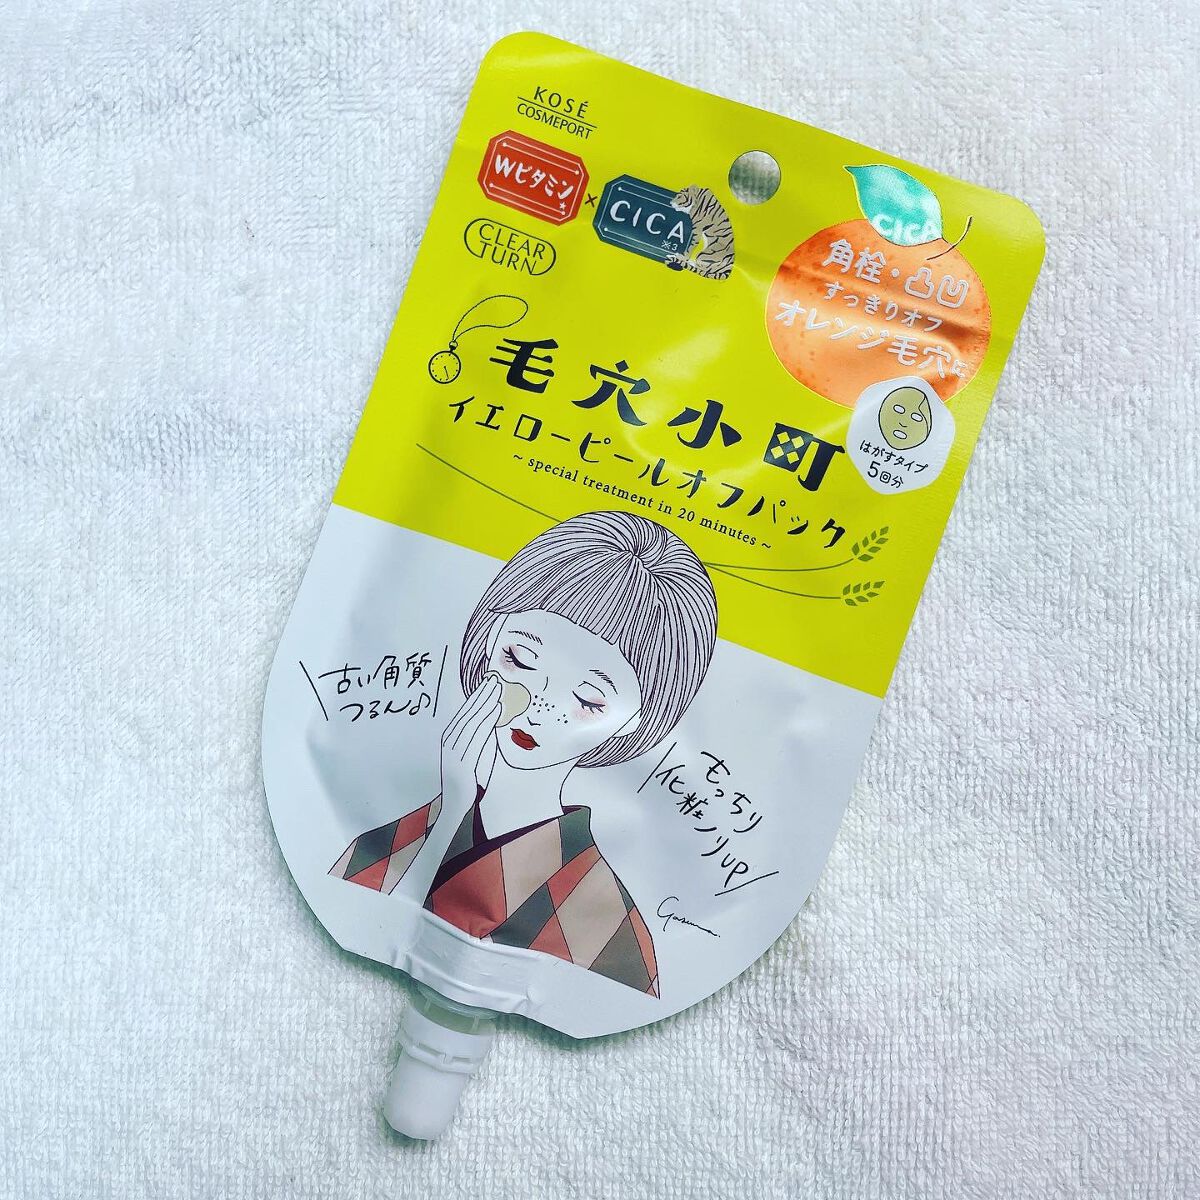 KOSÉ
COSMEPORT
Wビタミン
×
CICA
※3
CLEAR
TURN
CICA
角栓・凸凹
すっきりオフ
オレンジ毛穴に
はがすタイプ
5回分
毛穴小町
イエローピールオフパック
~ special treatment in 20 minutes ~
古い角質
つるん♪
もっちり
化粧ノリUP